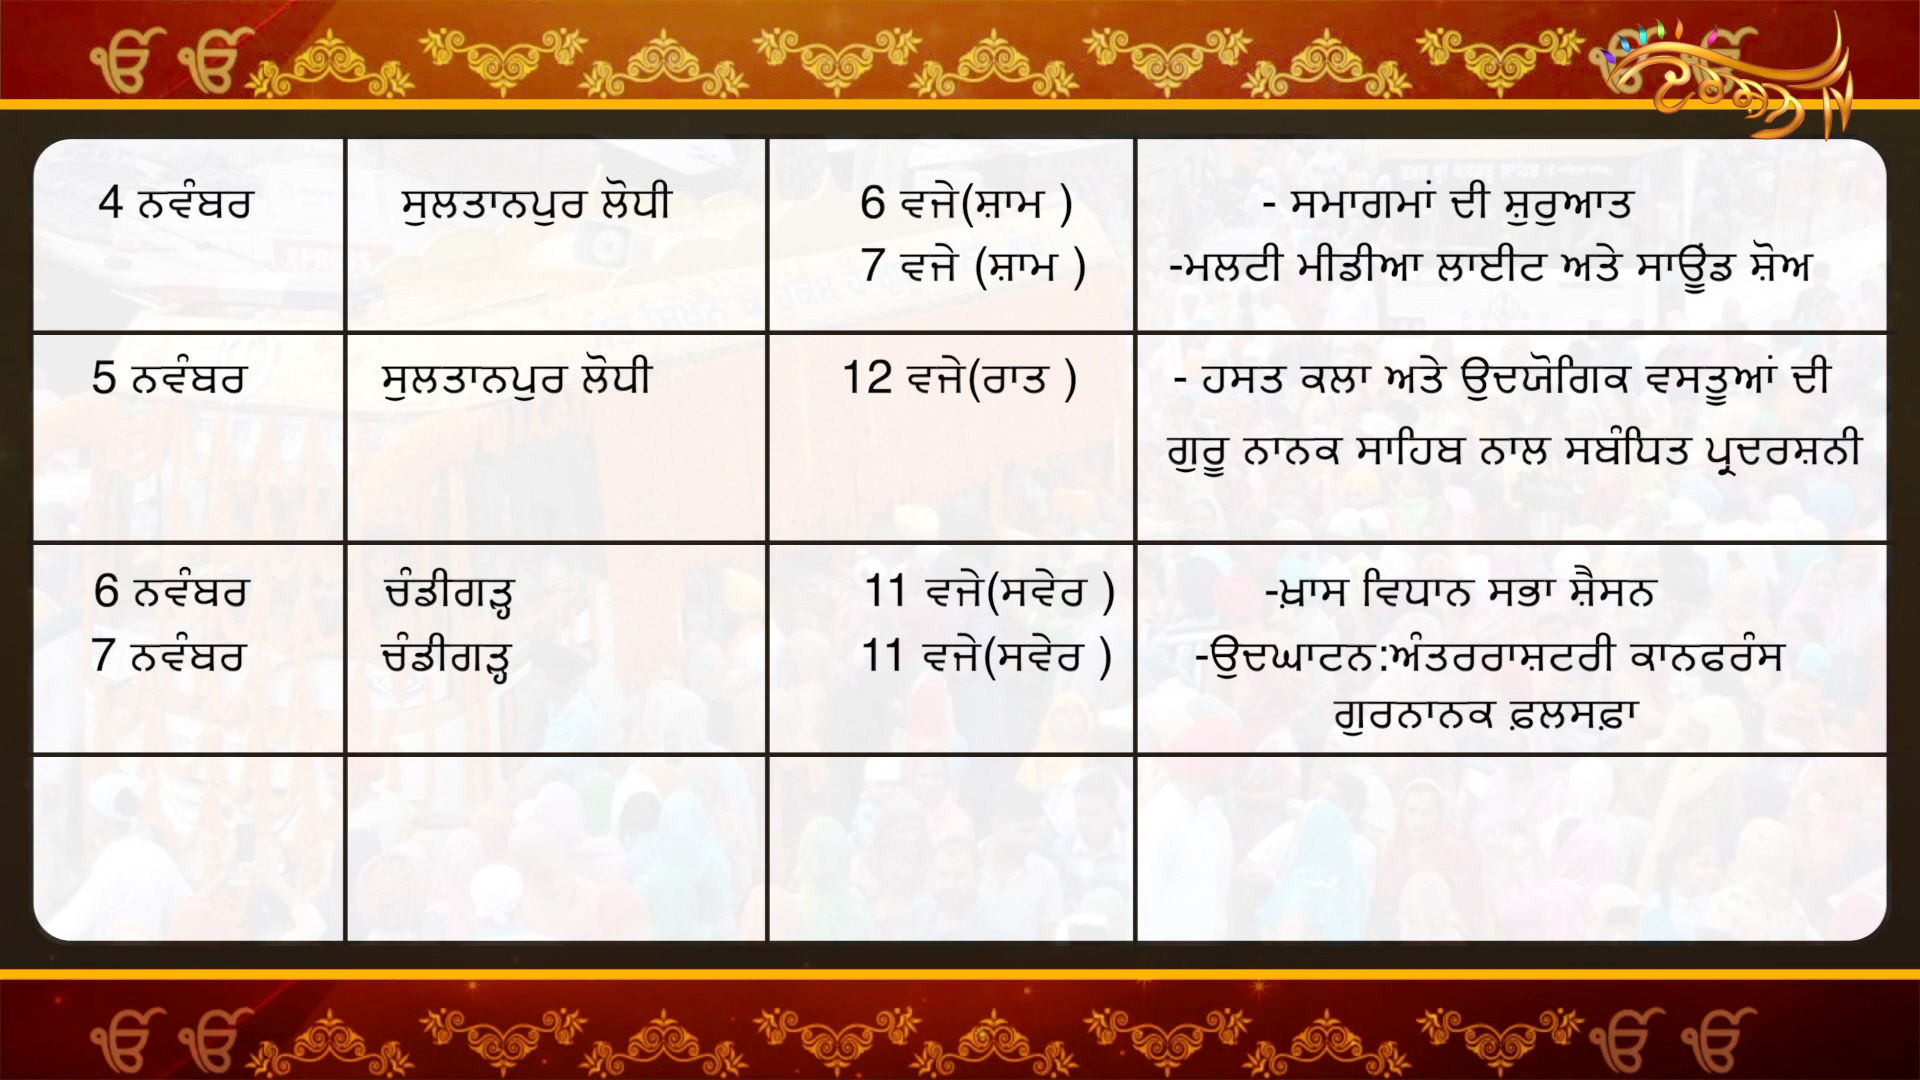 4 ਨਵੰਬਰ ਸੁਲਤਾਨਪੁਰ ਲੋਧੀ 6 ਵਜੇ(ਸ਼ਾਮ ) - ਸਮਾਗਮਾਂ ਦੀ ਸ਼ੁਰੁਆਤ
7 ਵਜੇ (ਸ਼ਾਮ ) -ਮਲਟੀ ਮੀਡੀਆ ਲਾਈਟ ਅਤੇ ਸਾਊਂਡ ਸ਼ੋਅ
5 ਨਵੰਬਰ ਸੁਲਤਾਨਪੁਰ ਲੋਧੀ 12 ਵਜੇ(ਰਾਤ ) - ਹਸਤ ਕਲਾ ਅਤੇ ਉਦਯੋਗਿਕ ਵਸਤੂਆਂ ਦੀ
ਗੁਰੂ ਨਾਨਕ ਸਾਹਿਬ ਨਾਲ ਸਬੰਧਿਤ ਪ੍ਰਦਰਸ਼ਨੀ
6 ਨਵੰਬਰ ਚੰਡੀਗੜ੍ਹ 11 ਵਜੇ(ਸਵੇਰ ) -ਖ਼ਾਸ ਵਿਧਾਨ ਸਭਾ ਸ਼ੈਸਨ
7 ਨਵੰਬਰ ਚੰਡੀਗੜ੍ਹ 11 ਵਜੇ(ਸਵੇਰ ) -ਉਦਘਾਟਨ:ਅੰਤਰਰਾਸ਼ਟਰੀ ਕਾਨਫਰੰਸ
ਗੁਰਨਾਨਕ ਫ਼ਲਸਫ਼ਾ